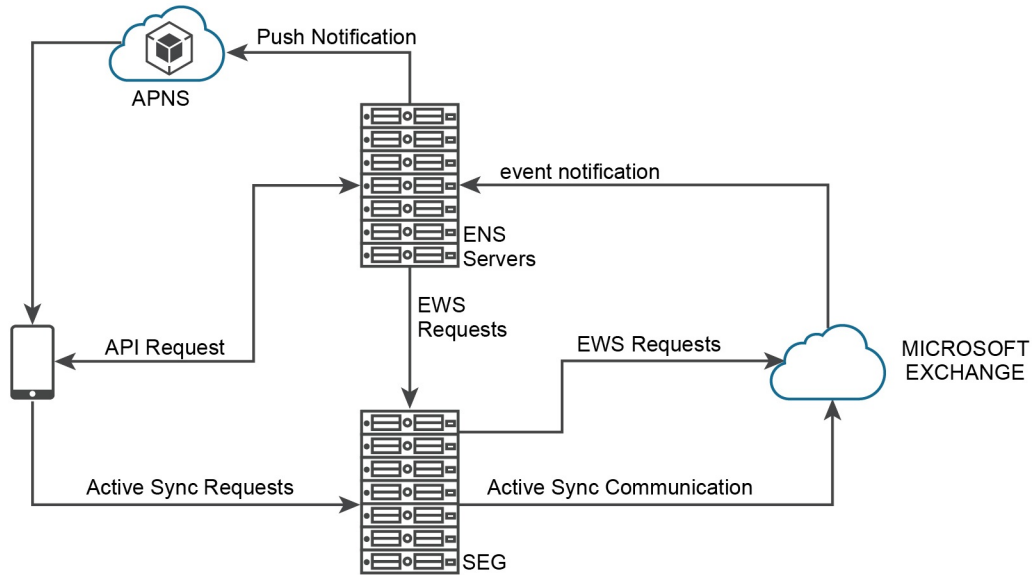 Push Notification
APNS
event notification
ENS
Servers
EWS
Requests
API Request
EWS Requests
MICROSOFT
EXCHANGE
Active Sync Requests
Active Sync Communication
SEG